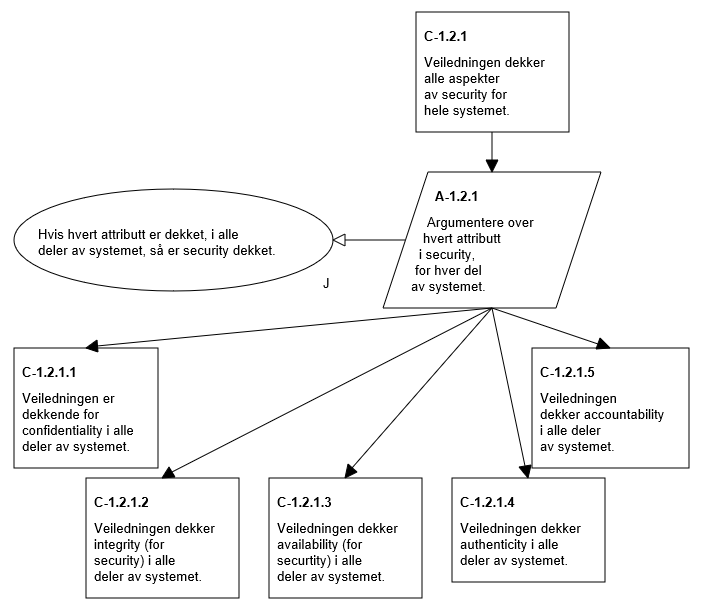 C-1.2.1
Veiledningen dekker
alle aspekter
av security for
hele systemet.
A-1.2.1
Argumentere over
hvert attributt
i security,
for hver del
av systemet.
Hvis hvert attributt er dekket, i alle
deler av systemet, så er security dekket.
J
C-1.2.1.1
Veiledningen er
dekkende for
confidentiality i alle
deler av systemet.
C-1.2.1.5
Veiledningen
dekker accountability
i alle deler
av systemet.
C-1.2.1.2
Veiledningen dekker
integrity (for
security) i alle
deler av systemet.
C-1.2.1.3
Veiledningen dekker
availability (for
securtity) i alle
deler av systemet.
C-1.2.1.4
Veiledningen dekker
authenticity i alle
deler av systemet.